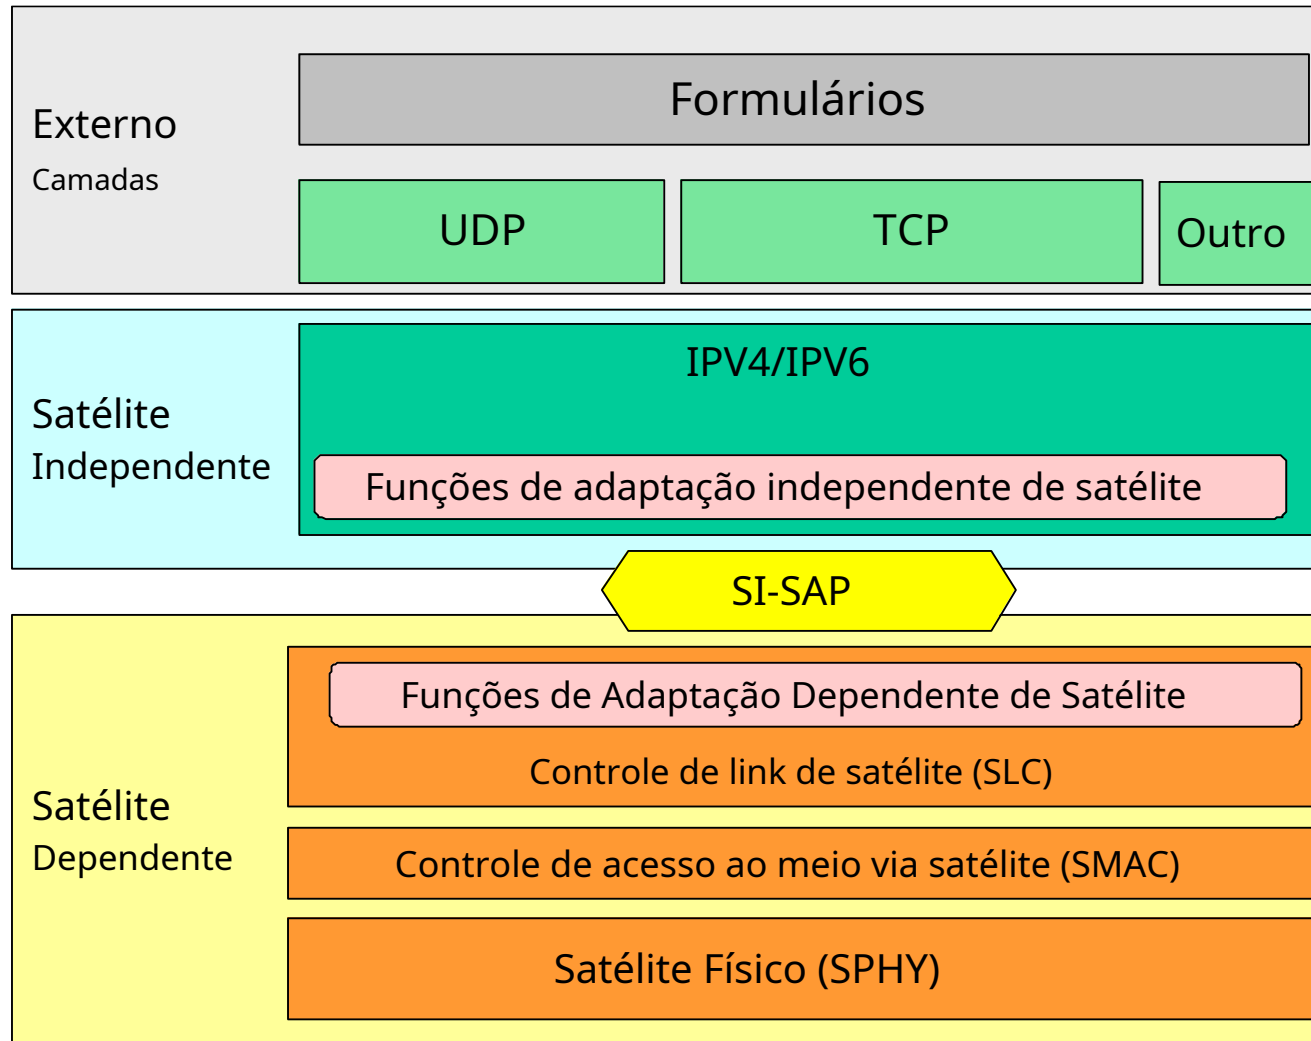 Formulários
Externo
Camadas
UDP
TCP
Outro
IPV4/IPV6
Satélite
Independente
Funções de adaptação independente de satélite
SI-SAP
Funções de Adaptação Dependente de Satélite
Controle de link de satélite (SLC)
Satélite
Dependente
Controle de acesso ao meio via satélite (SMAC)
Satélite Físico (SPHY)